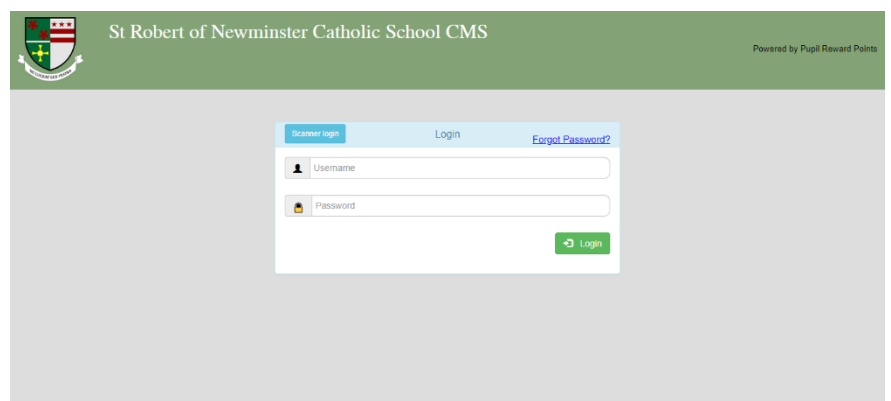 St Robert of Newminster Catholic School CMS
Powered by Pupil Reward Points
Scanner login
Login
Forgot Password?
Username
Password
Login